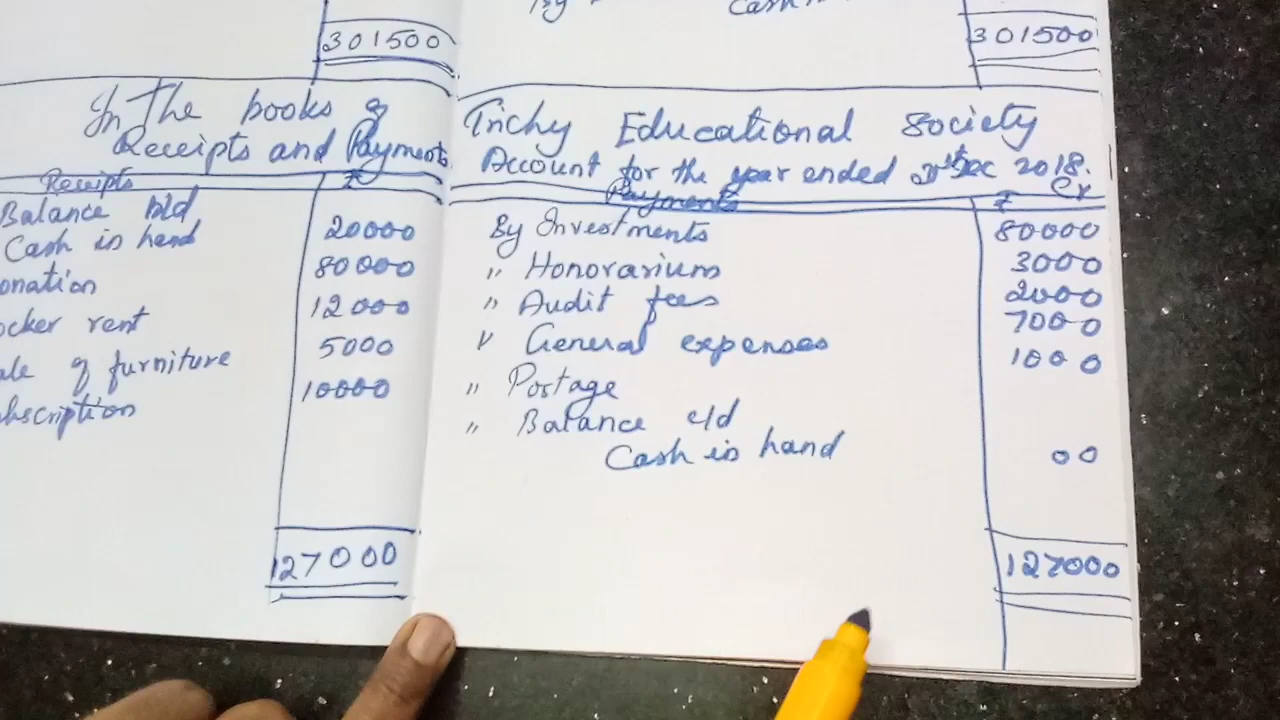 301500
301500
In The books of Trichy Educational Society
Receipts and Payments Account for the year ended 31st Dec 2018.
Cr
Receipts ₹ Payments ₹
Balance b/d
Cash in hand 20000 By Investments 80000
onation 80000 " Honorarium 3000
ocker rent 12000 " Audit fees 2000
ale of furniture 5000 " General expenses 7000
ubscription 10000 " Postage 1000
" Balance c/d
Cash in hand 00
127000 127000